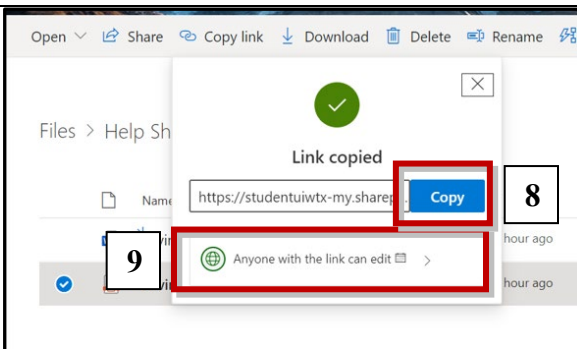 Open Share Copy link Download Delete Rename
Files > Help Sh
Link copied
Name
https://studentuiwtx-my.sharep... Copy 8
hour ago
9 Anyone with the link can edit >
hour ago